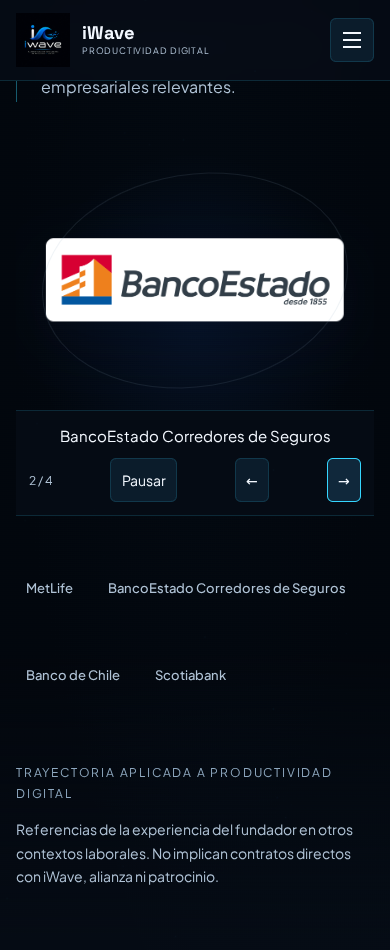 iwave
iWave
PRODUCTIVIDAD DIGITAL
empresariales relevantes.
BancoEstado
desde 1855
BancoEstado Corredores de Seguros
2 / 4
Pausar
←
→
MetLife
BancoEstado Corredores de Seguros
Banco de Chile
Scotiabank
TRAYECTORIA APLICADA A PRODUCTIVIDAD
DIGITAL
Referencias de la experiencia del fundador en otros
contextos laborales. No implican contratos directos
con iWave, alianza ni patrocinio.